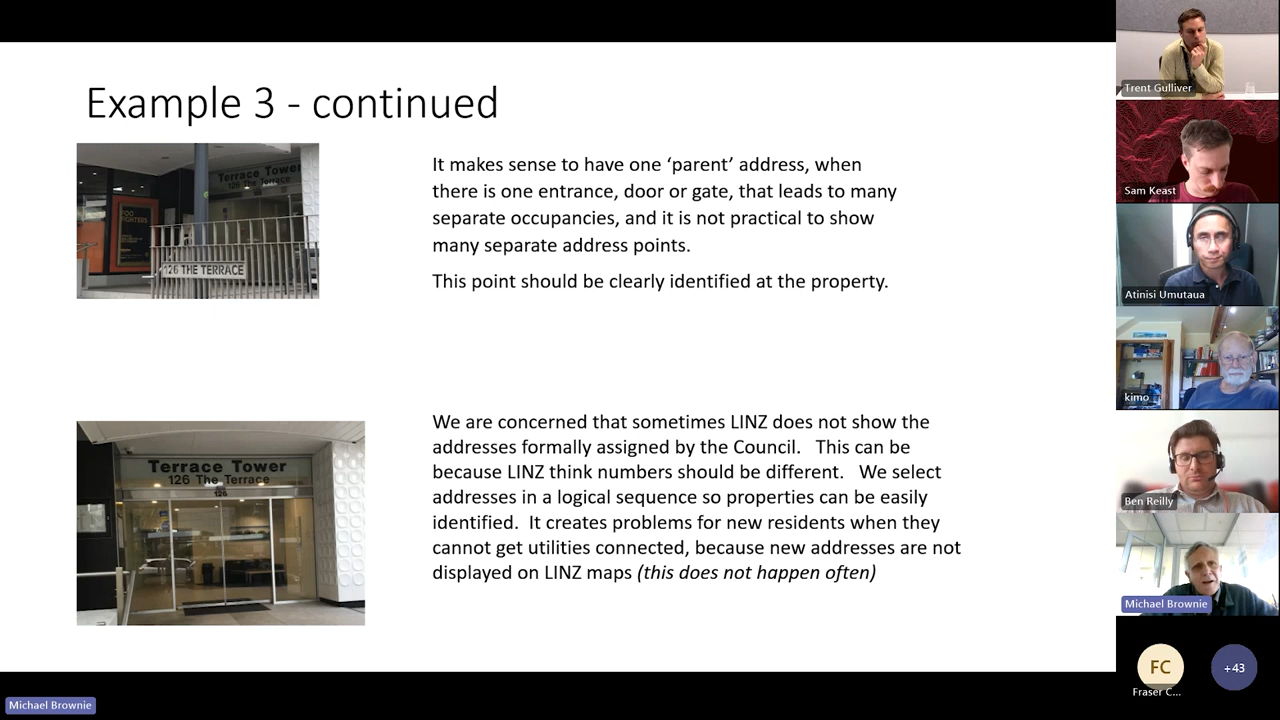 Example 3 - continued
Terrace Tower
126 The Terrace
FOO
FIGHTERS
126 THE TERRACE
It makes sense to have one ‘parent’ address, when
there is one entrance, door or gate, that leads to many
separate occupancies, and it is not practical to show
many separate address points.
This point should be clearly identified at the property.
Terrace Tower
126 The Terrace
126
We are concerned that sometimes LINZ does not show the
addresses formally assigned by the Council. This can be
because LINZ think numbers should be different. We select
addresses in a logical sequence so properties can be easily
identified. It creates problems for new residents when they
cannot get utilities connected, because new addresses are not
displayed on LINZ maps (this does not happen often)
Trent Gulliver
Sam Keast
Atinisi Umutaua
kimo
Ben Reilly
Michael Brownie
FC
Fraser C...
+43
Michael Brownie